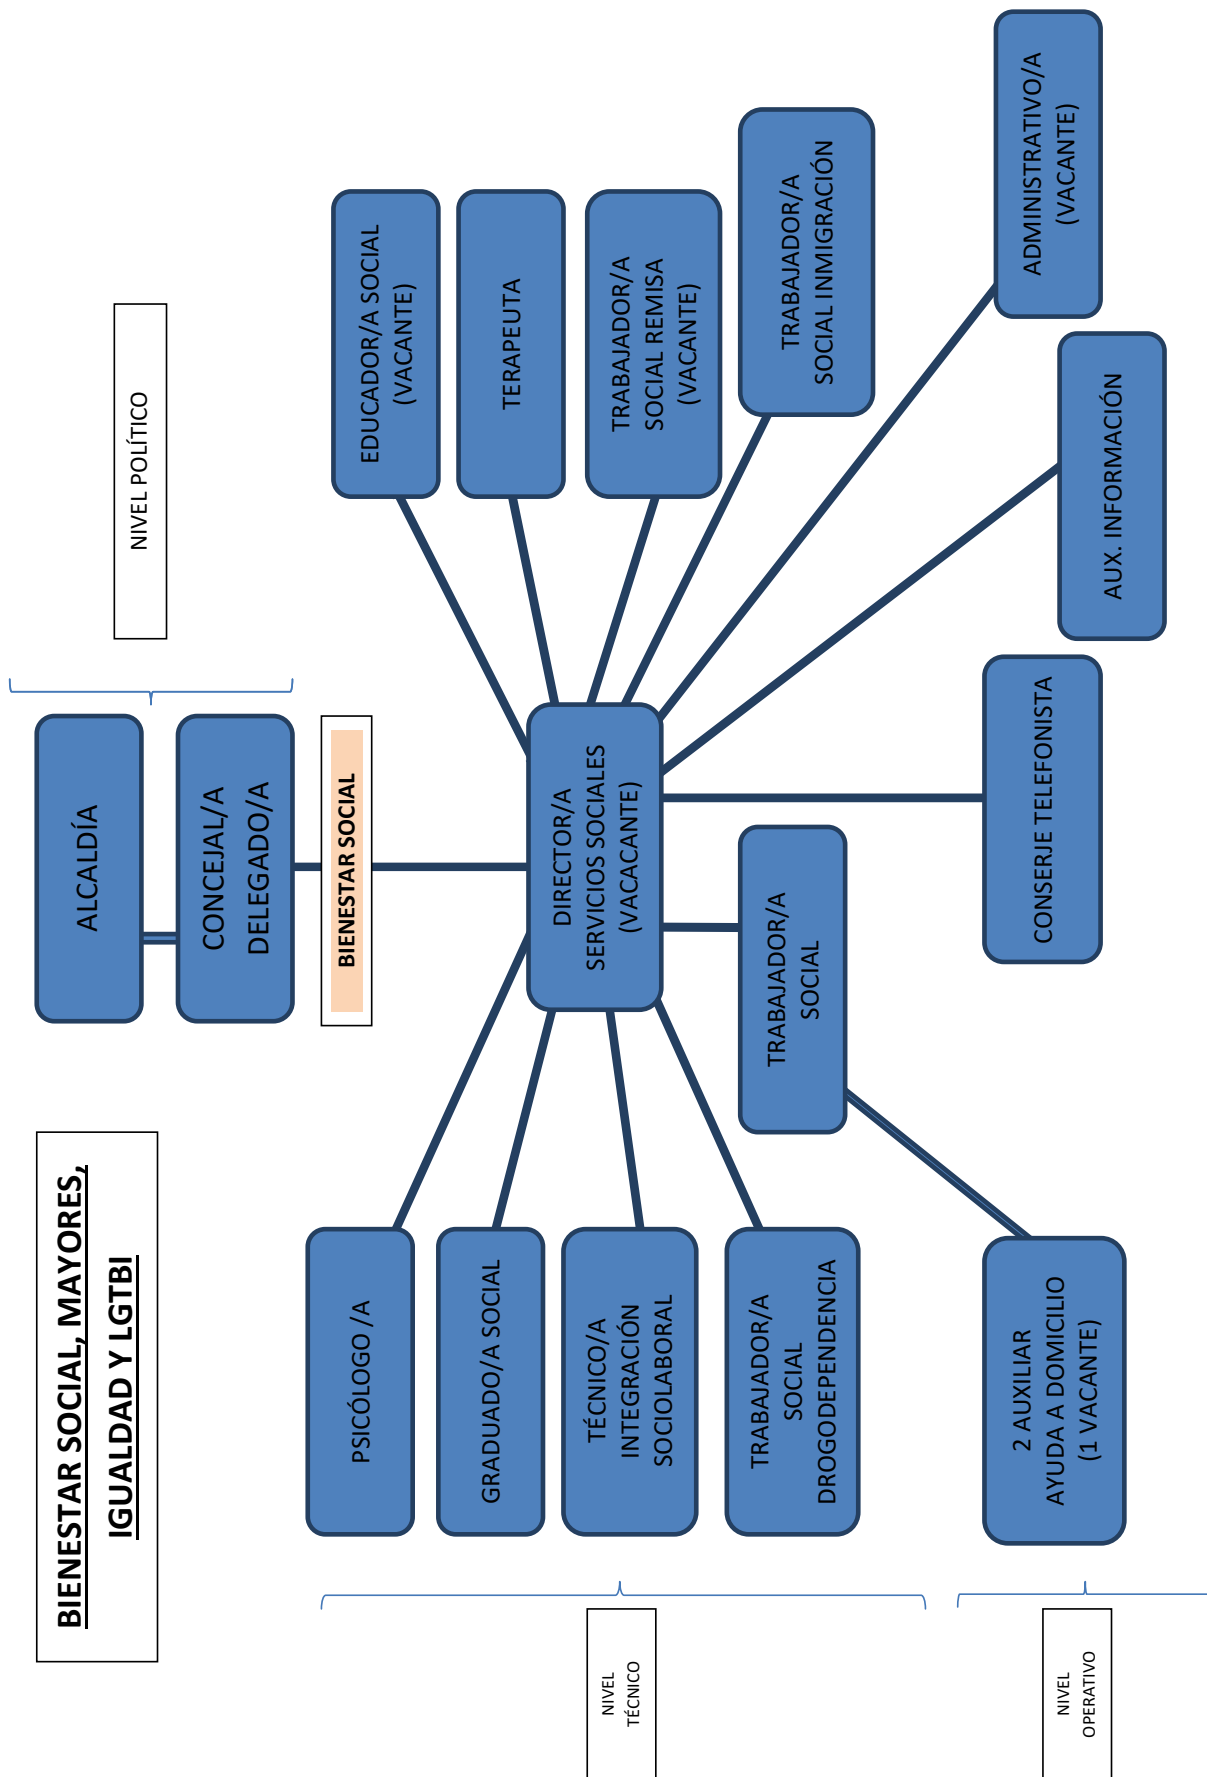 BIENESTAR SOCIAL, MAYORES,
IGUALDAD Y LGTBI
ALCALDÍA
CONCEJAL/A
DELEGADO/A
NIVEL POLÍTICO
BIENESTAR SOCIAL
DIRECTOR/A
SERVICIOS SOCIALES
(VACACANTE)
PSICÓLOGO /A
GRADUADO/A SOCIAL
TÉCNICO/A
INTEGRACIÓN
SOCIOLABORAL
TRABAJADOR/A
SOCIAL
DROGODEPENDENCIA
EDUCADOR/A SOCIAL
(VACANTE)
TERAPEUTA
TRABAJADOR/A
SOCIAL REMISA
(VACANTE)
TRABAJADOR/A
SOCIAL INMIGRACIÓN
TRABAJADOR/A
SOCIAL
NIVEL
TÉCNICO
2 AUXILIAR
AYUDA A DOMICILIO
(1 VACANTE)
CONSERJE TELEFONISTA
AUX. INFORMACIÓN
ADMINISTRATIVO/A
(VACANTE)
NIVEL
OPERATIVO